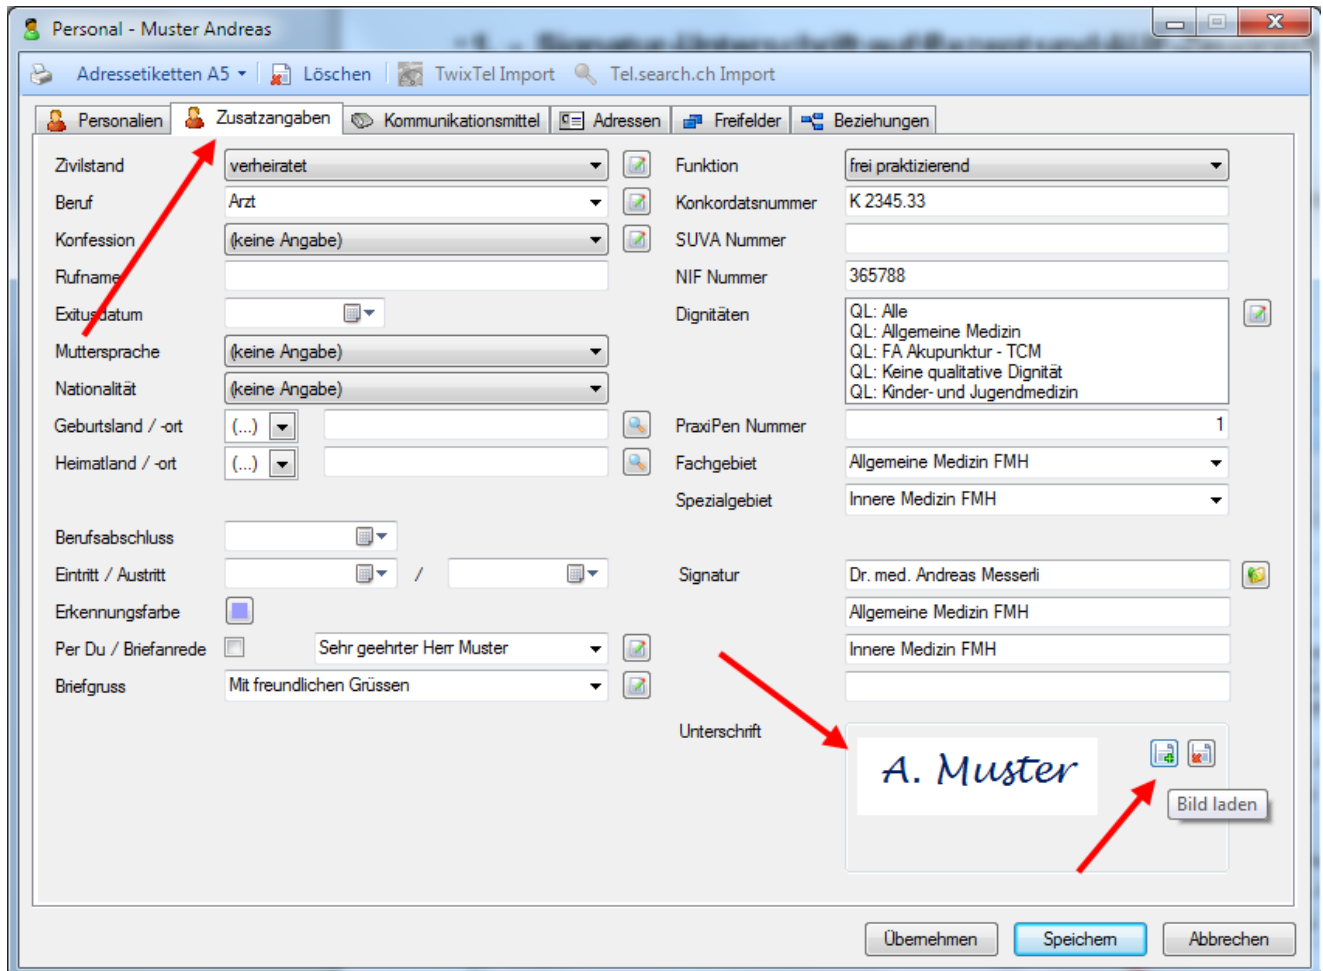 Personal - Muster Andreas
Adressetiketten A5 Löschen TwixTel Import Tel.search.ch Import
Personalien Zusatzangaben Kommunikationsmittel Adressen Freifelder Beziehungen
Zivilstand verheiratet
Beruf Arzt
Konfession (keine Angabe)
Rufname
Exitusdatum
Muttersprache (keine Angabe)
Nationalität (keine Angabe)
Geburtsland / -ort (...)
Heimatland / -ort (...)
Berufsabschluss
Eintritt / Austritt /
Erkennungsfarbe
Per Du / Briefanrede Sehr geehrter Herr Muster
Briefgruss Mit freundlichen Grüssen
Funktion frei praktizierend
Konkordatsnummer K 2345.33
SUVA Nummer
NIF Nummer 365788
Dignitäten QL: Alle
QL: Allgemeine Medizin
QL: FA Akupunktur - TCM
QL: Keine qualitative Dignität
QL: Kinder- und Jugendmedizin
PraxiPen Nummer 1
Fachgebiet Allgemeine Medizin FMH
Spezialgebiet Innere Medizin FMH
Signatur Dr. med. Andreas Messerli
Allgemeine Medizin FMH
Innere Medizin FMH
Unterschrift
A. Muster
Bild laden
Übernehmen Speichern Abbrechen